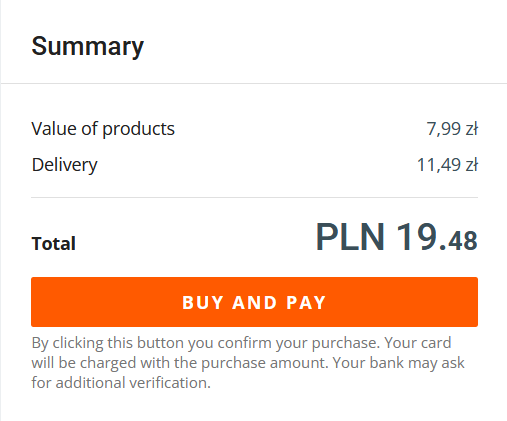 Summary
Value of products 7,99 zł
Delivery 11,49 zł
Total PLN 19.48
BUY AND PAY
By clicking this button you confirm your purchase. Your card
will be charged with the purchase amount. Your bank may ask
for additional verification.